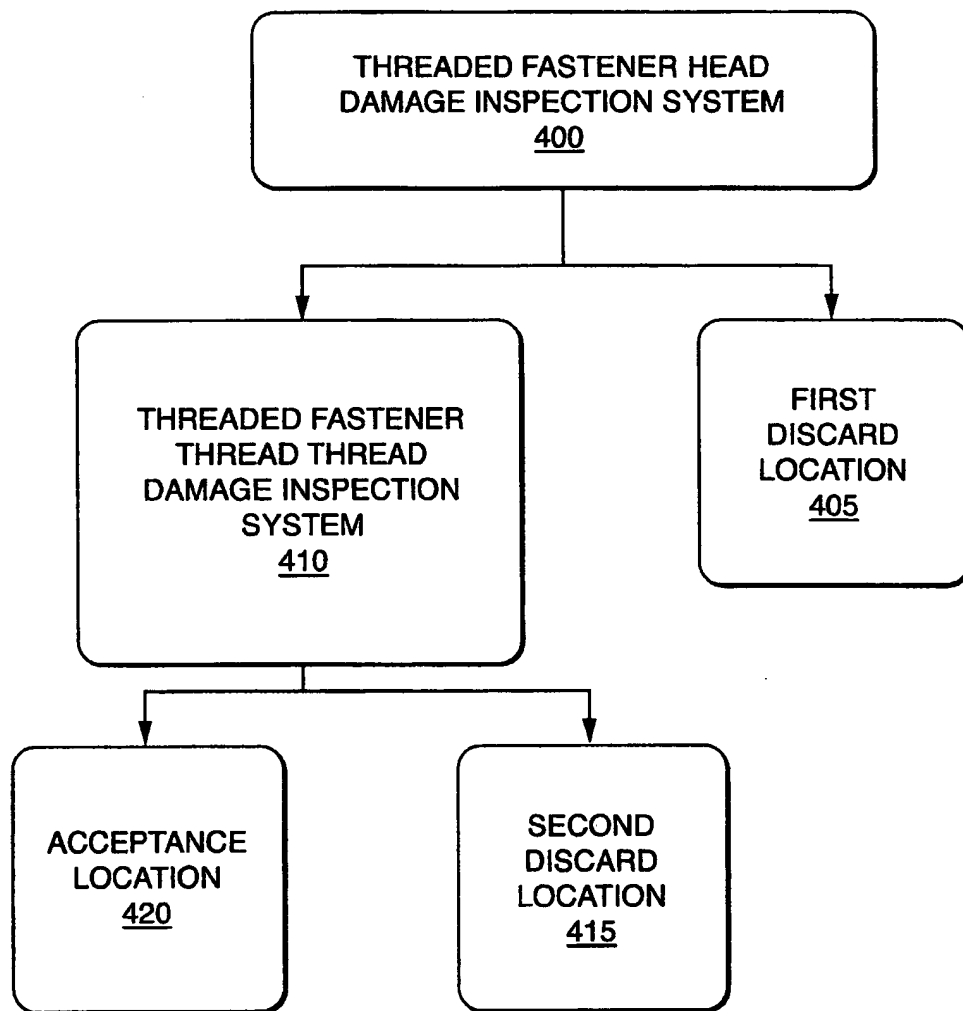 THREADED FASTENER HEAD
DAMAGE INSPECTION SYSTEM
400
THREADED FASTENER
THREAD THREAD
DAMAGE INSPECTION
SYSTEM
410
FIRST
DISCARD
LOCATION
405
ACCEPTANCE
LOCATION
420
SECOND
DISCARD
LOCATION
415